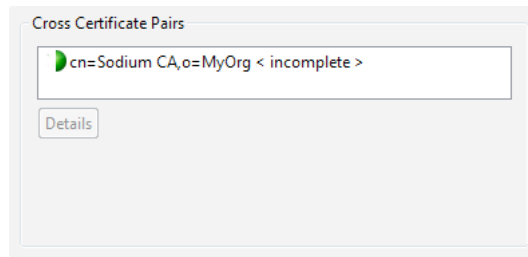 Cross Certificate Pairs
cn=Sodium CA,o=MyOrg < incomplete >
Details